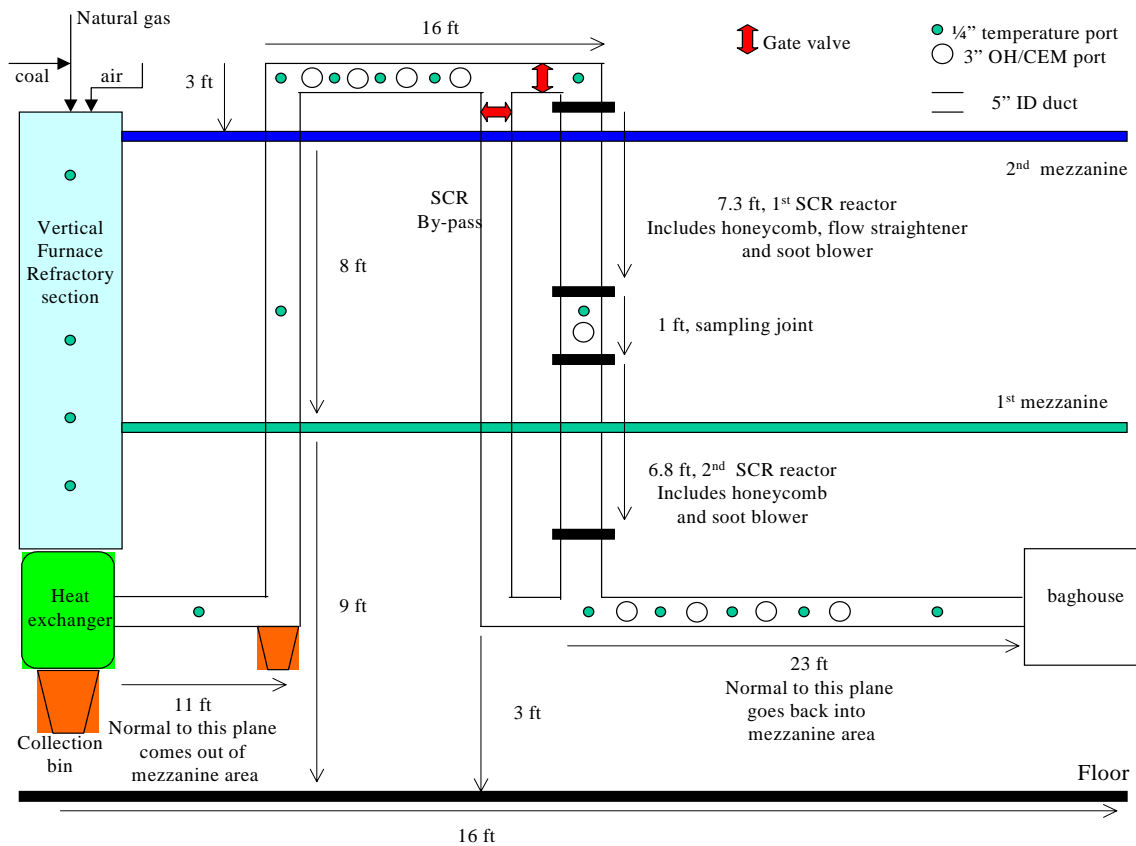 Natural gas
coal
air
3 ft
16 ft
Gate valve
¼” temperature port
3” OH/CEM port
5” ID duct
2nd mezzanine
Vertical
Furnace
Refractory
section
SCR
By-pass
8 ft
7.3 ft, 1st SCR reactor
Includes honeycomb, flow straightener
and soot blower
1 ft, sampling joint
1st mezzanine
6.8 ft, 2nd SCR reactor
Includes honeycomb
and soot blower
Heat
exchanger
9 ft
baghouse
11 ft
Normal to this plane
comes out of
mezzanine area
23 ft
Normal to this plane
goes back into
mezzanine area
3 ft
Collection
bin
Floor
16 ft